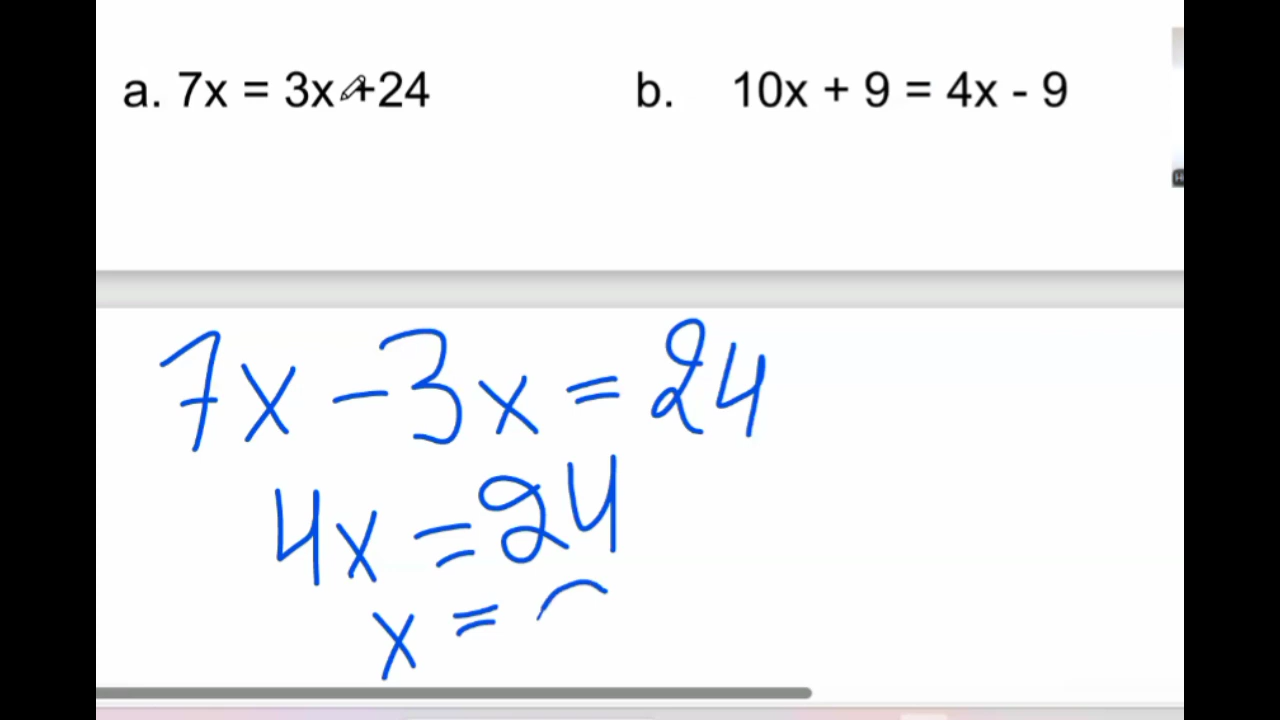 a. 7x = 3x+24
b. 10x + 9 = 4x - 9
7x - 3x = 24
4x = 24
x =